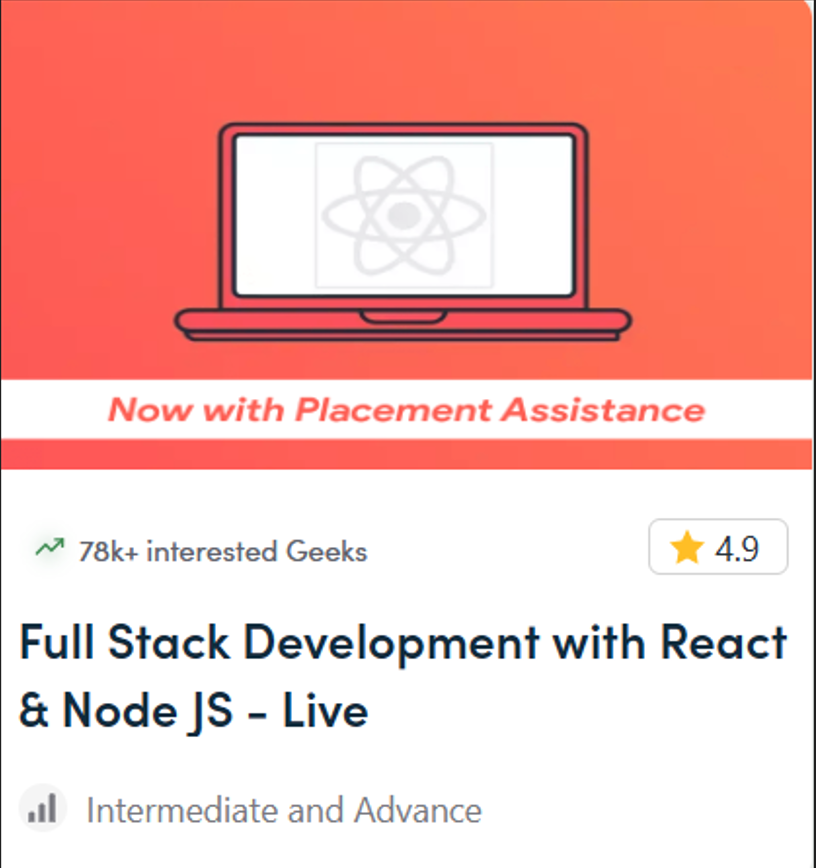 Now with Placement Assistance
78k+ interested Geeks
4.9
Full Stack Development with React
& Node JS - Live
Intermediate and Advance